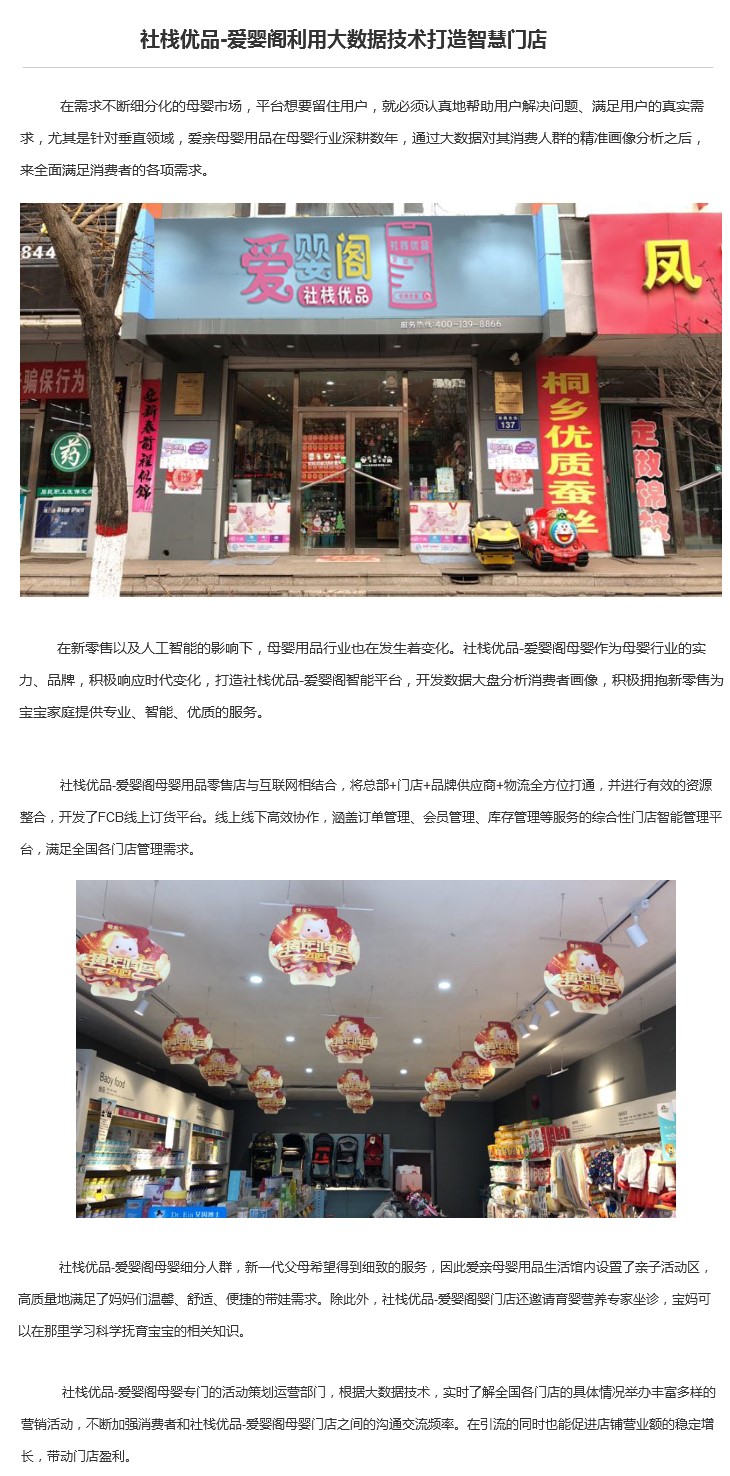 社栈优品-爱婴阁利用大数据技术打造智慧门店
在需求不断细分化的母婴市场，平台想要留住用户，就必须认真地帮助用户解决问题、满足用户的真实需
求，尤其是针对垂直领域，爱亲母婴用品在母婴行业深耕数年，通过大数据对其消费人群的精准画像分析之后，
来全面满足消费者的各项需求。
844
爱婴阁
社栈优品
社栈优品
服务热线:400-139-8866
凤
骗保行为
药
迎新春前程似锦
137
桐乡优质蚕丝
定做棉被
在新零售以及人工智能的影响下，母婴用品行业也在发生着变化。社栈优品-爱婴阁母婴作为母婴行业的实
力、品牌，积极响应时代变化，打造社栈优品-爱婴阁智能平台，开发数据大盘分析消费者画像，积极拥抱新零售为
宝宝家庭提供专业、智能、优质的服务。
社栈优品-爱婴阁母婴用品零售店与互联网相结合，将总部+门店+品牌供应商+物流全方位打通，并进行有效的资源
整合，开发了FCB线上订货平台。线上线下高效协作，涵盖订单管理、会员管理、库存管理等服务的综合性门店智能管理平
台，满足全国各门店管理需求。
Baby food
社栈优品-爱婴阁母婴细分人群，新一代父母希望得到细致的服务，因此爱亲母婴用品生活馆内设置了亲子活动区，
高质量地满足了妈妈们温馨、舒适、便捷的带娃需求。除此外，社栈优品-爱婴阁婴门店还邀请育婴营养专家坐诊，宝妈可
以在那里学习科学抚育宝宝的相关知识。
社栈优品-爱婴阁母婴专门的活动策划运营部门，根据大数据技术，实时了解全国各门店的具体情况举办丰富多样的
营销活动，不断加强消费者和社栈优品-爱婴阁母婴门店之间的沟通交流频率。在引流的同时也能促进店铺营业额的稳定增
长，带动门店盈利。